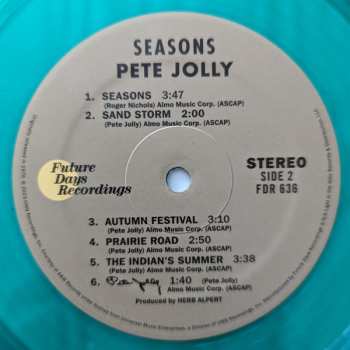 SEASONS
PETE JOLLY
1. SEASONS 3:47
(Roger Nichols) Almo Music Corp. (ASCAP)
2. SAND STORM 2:00
(Pete Jolly) Almo Music Corp. (ASCAP)
Future
Days
Recordings
STEREO
SIDE 2
FDR 636
3. AUTUMN FESTIVAL 3:10
(Pete Jolly) Almo Music Corp. (ASCAP)
4. PRAIRIE ROAD 2:50
(Pete Jolly) Almo Music Corp. (ASCAP)
5. THE INDIAN'S SUMMER 3:38
(Pete Jolly) Almo Music Corp. (ASCAP)
6. Pete Jolly 1:40 (Pete Jolly)
Almo Music Corp. (ASCAP)
Produced by HERB ALPERT